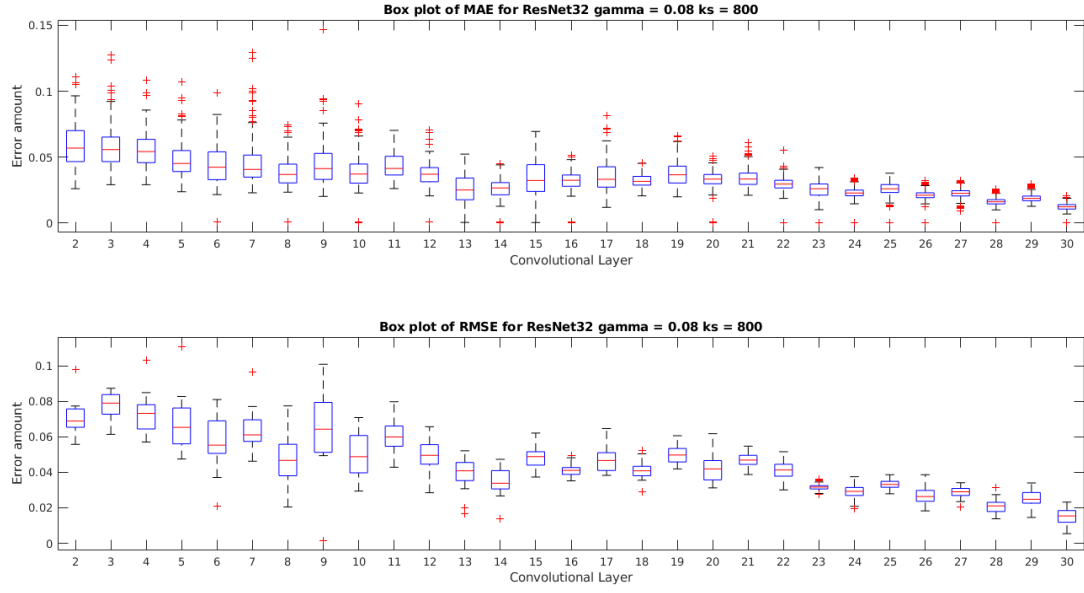 Box plot of MAE for ResNet32 gamma = 0.08 ks = 800
0.15
0.1
0.05
0
Error amount
2 3 4 5 6 7 8 9 10 11 12 13 14 15 16 17 18 19 20 21 22 23 24 25 26 27 28 29 30
Convolutional Layer
Box plot of RMSE for ResNet32 gamma = 0.08 ks = 800
0.1
0.08
0.06
0.04
0.02
0
Error amount
2 3 4 5 6 7 8 9 10 11 12 13 14 15 16 17 18 19 20 21 22 23 24 25 26 27 28 29 30
Convolutional Layer